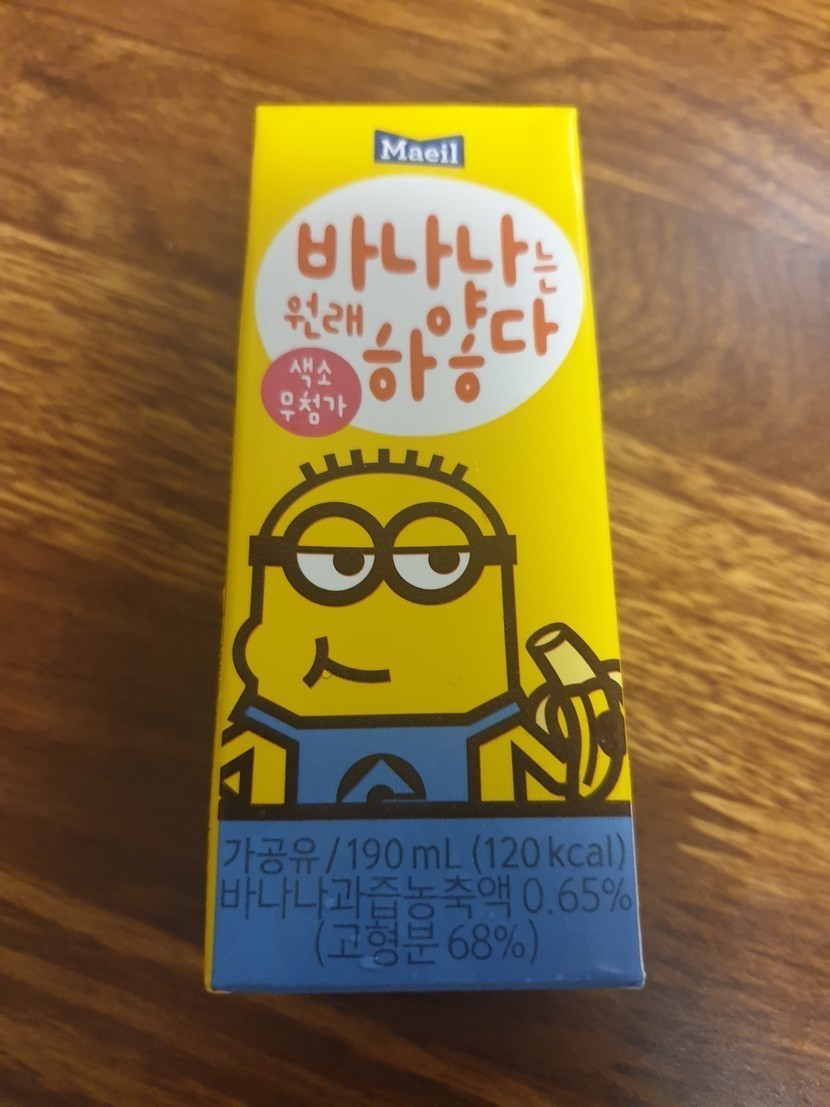 Maeil
바나나는
원래
하얗다
색소
무첨가
가공유 / 190 mL (120 kcal)
바나나과즙농축액 0.65%
(고형분 68%)